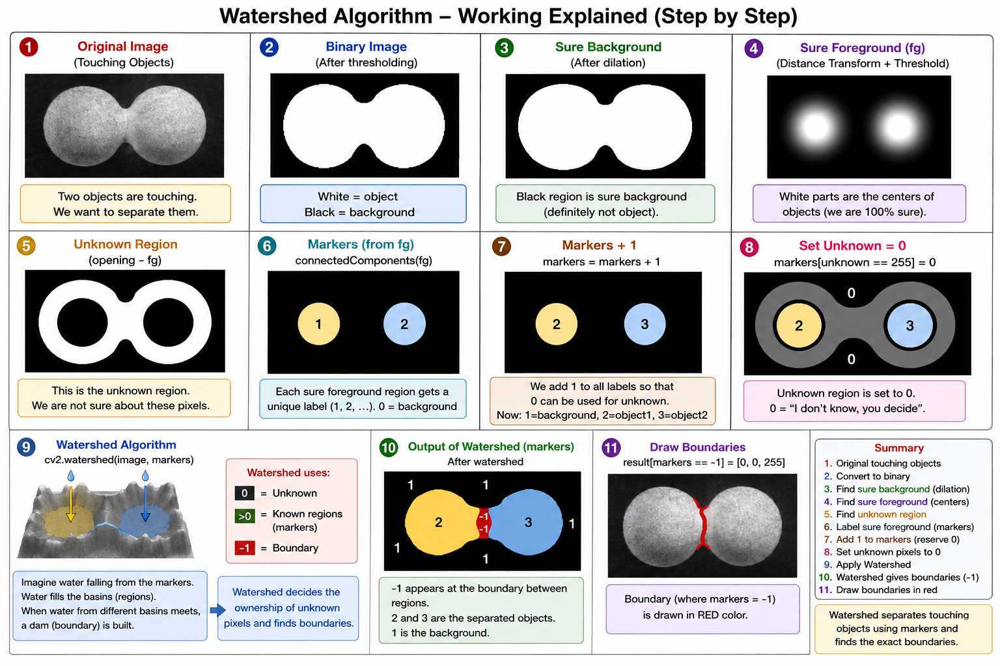 Watershed Algorithm – Working Explained (Step by Step)
1
Original Image
(Touching Objects)
Two objects are touching.
We want to separate them.
2
Binary Image
(After thresholding)
White = object
Black = background
3
Sure Background
(After dilation)
Black region is sure background
(definitely not object).
4
Sure Foreground (fg)
(Distance Transform + Threshold)
White parts are the centers of
objects (we are 100% sure).
5
Unknown Region
(opening - fg)
This is the unknown region.
We are not sure about these pixels.
6
Markers (from fg)
connectedComponents(fg)
1
2
Each sure foreground region gets a
unique label (1, 2, …). 0 = background
7
Markers + 1
markers = markers + 1
2
3
We add 1 to all labels so that
0 can be used for unknown.
Now: 1=background, 2=object1, 3=object2
8
Set Unknown = 0
markers[unknown == 255] = 0
0
2
3
0
Unknown region is set to 0.
0 = “I don’t know, you decide”.
9
Watershed Algorithm
cv2.watershed(image, markers)
Watershed uses:
0 = Unknown
>0 = Known regions
(markers)
-1 = Boundary
Imagine water falling from the markers.
Water fills the basins (regions).
When water from different basins meets,
a dam (boundary) is built.
Watershed decides the
ownership of unknown
pixels and finds boundaries.
10
Output of Watershed (markers)
After watershed
1
1
-1
2
3
1
-1
1
1
-1 appears at the boundary between
regions.
2 and 3 are the separated objects.
1 is the background.
11
Draw Boundaries
result[markers == -1] = [0, 0, 255]
Boundary (where markers = -1)
is drawn in RED color.
Summary
1. Original touching objects
2. Convert to binary
3. Find sure background (dilation)
4. Find sure foreground (centers)
5. Find unknown region
6. Label sure foreground (markers)
7. Add 1 to markers (reserve 0)
8. Set unknown pixels to 0
9. Apply Watershed
10. Watershed gives boundaries (-1)
11. Draw boundaries in red
Watershed separates touching
objects using markers and
finds the exact boundaries.